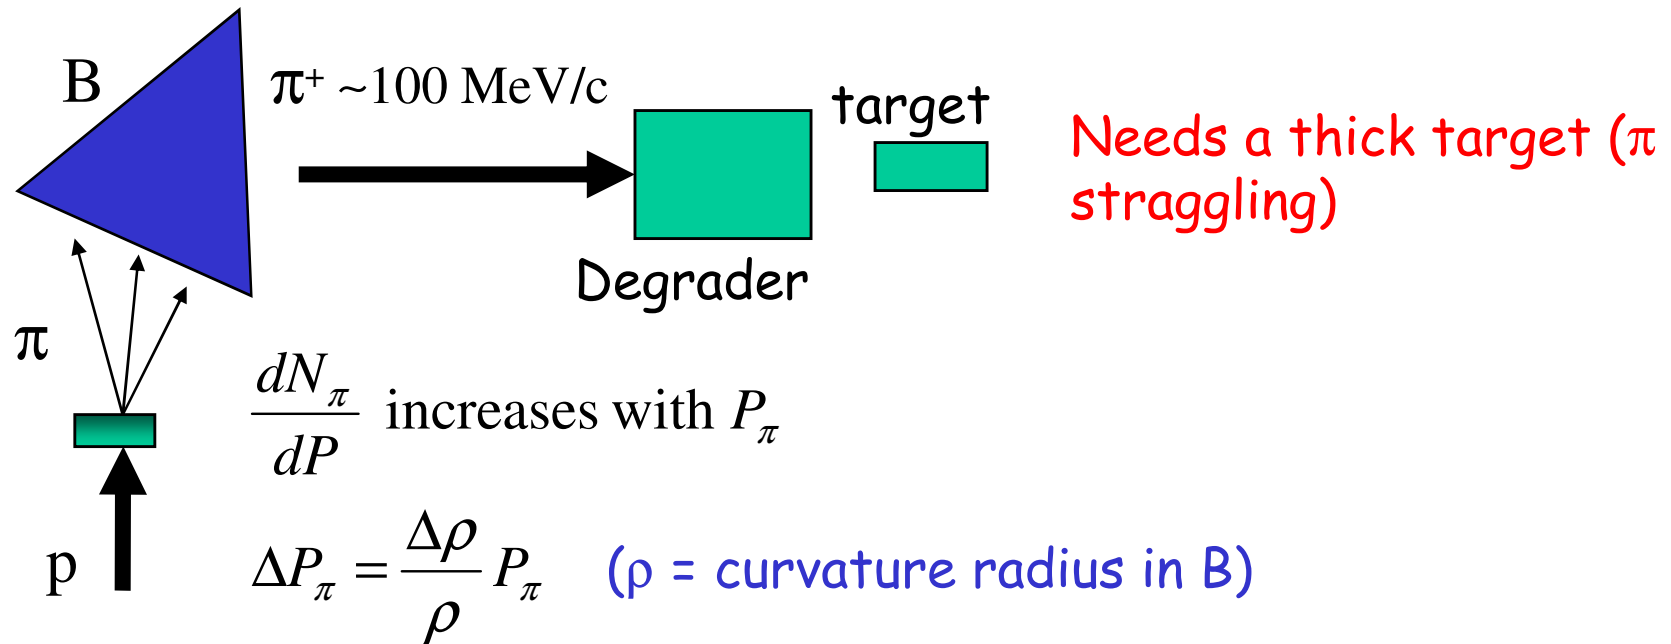 B
π⁺ ~100 MeV/c
target
Needs a thick target (π
straggling)
Degrader
π
dN_π / dP increases with P_π
p
ΔP_π = Δρ/ρ P_π (ρ = curvature radius in B)